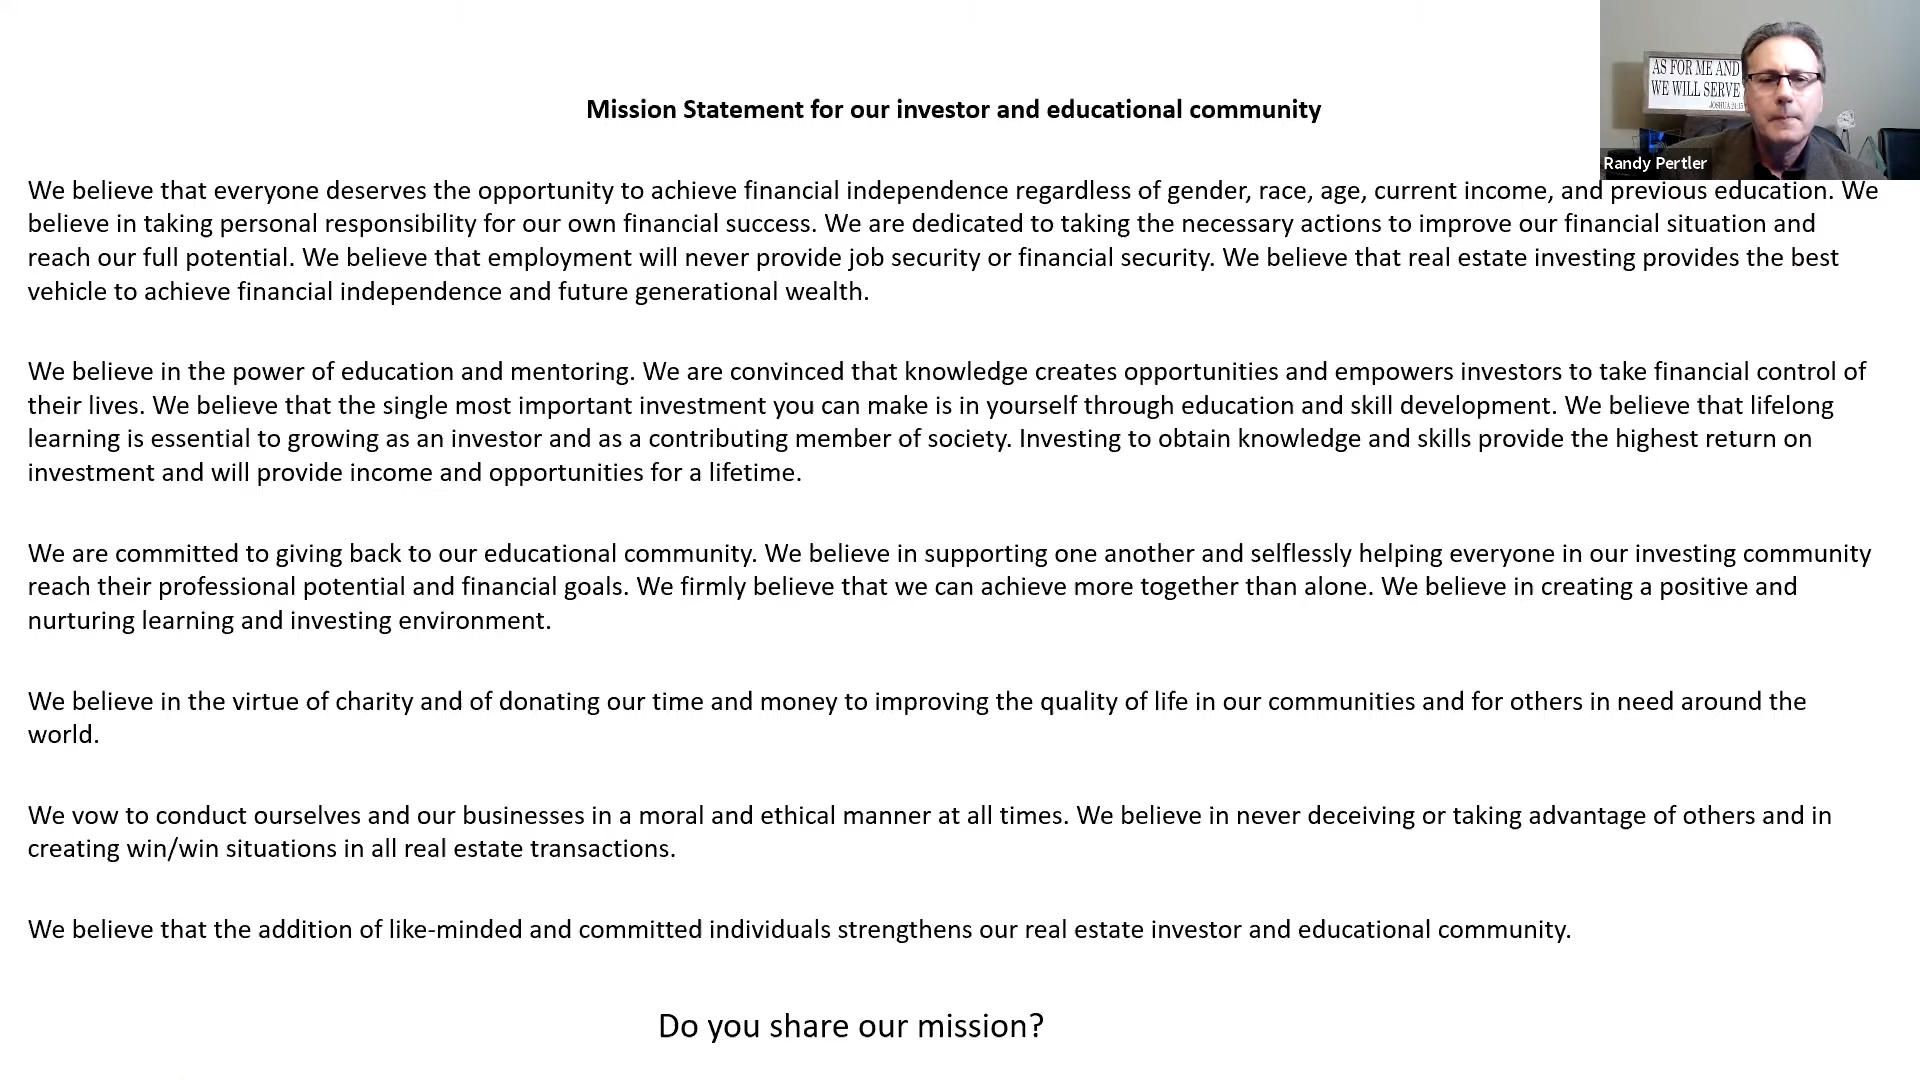 Mission Statement for our investor and educational community
AS FOR ME AND
WE WILL SERVE
JOSHUA 24:15
Randy Pertler
We believe that everyone deserves the opportunity to achieve financial independence regardless of gender, race, age, current income, and previous education. We
believe in taking personal responsibility for our own financial success. We are dedicated to taking the necessary actions to improve our financial situation and
reach our full potential. We believe that employment will never provide job security or financial security. We believe that real estate investing provides the best
vehicle to achieve financial independence and future generational wealth.
We believe in the power of education and mentoring. We are convinced that knowledge creates opportunities and empowers investors to take financial control of
their lives. We believe that the single most important investment you can make is in yourself through education and skill development. We believe that lifelong
learning is essential to growing as an investor and as a contributing member of society. Investing to obtain knowledge and skills provide the highest return on
investment and will provide income and opportunities for a lifetime.
We are committed to giving back to our educational community. We believe in supporting one another and selflessly helping everyone in our investing community
reach their professional potential and financial goals. We firmly believe that we can achieve more together than alone. We believe in creating a positive and
nurturing learning and investing environment.
We believe in the virtue of charity and of donating our time and money to improving the quality of life in our communities and for others in need around the
world.
We vow to conduct ourselves and our businesses in a moral and ethical manner at all times. We believe in never deceiving or taking advantage of others and in
creating win/win situations in all real estate transactions.
We believe that the addition of like-minded and committed individuals strengthens our real estate investor and educational community.
Do you share our mission?